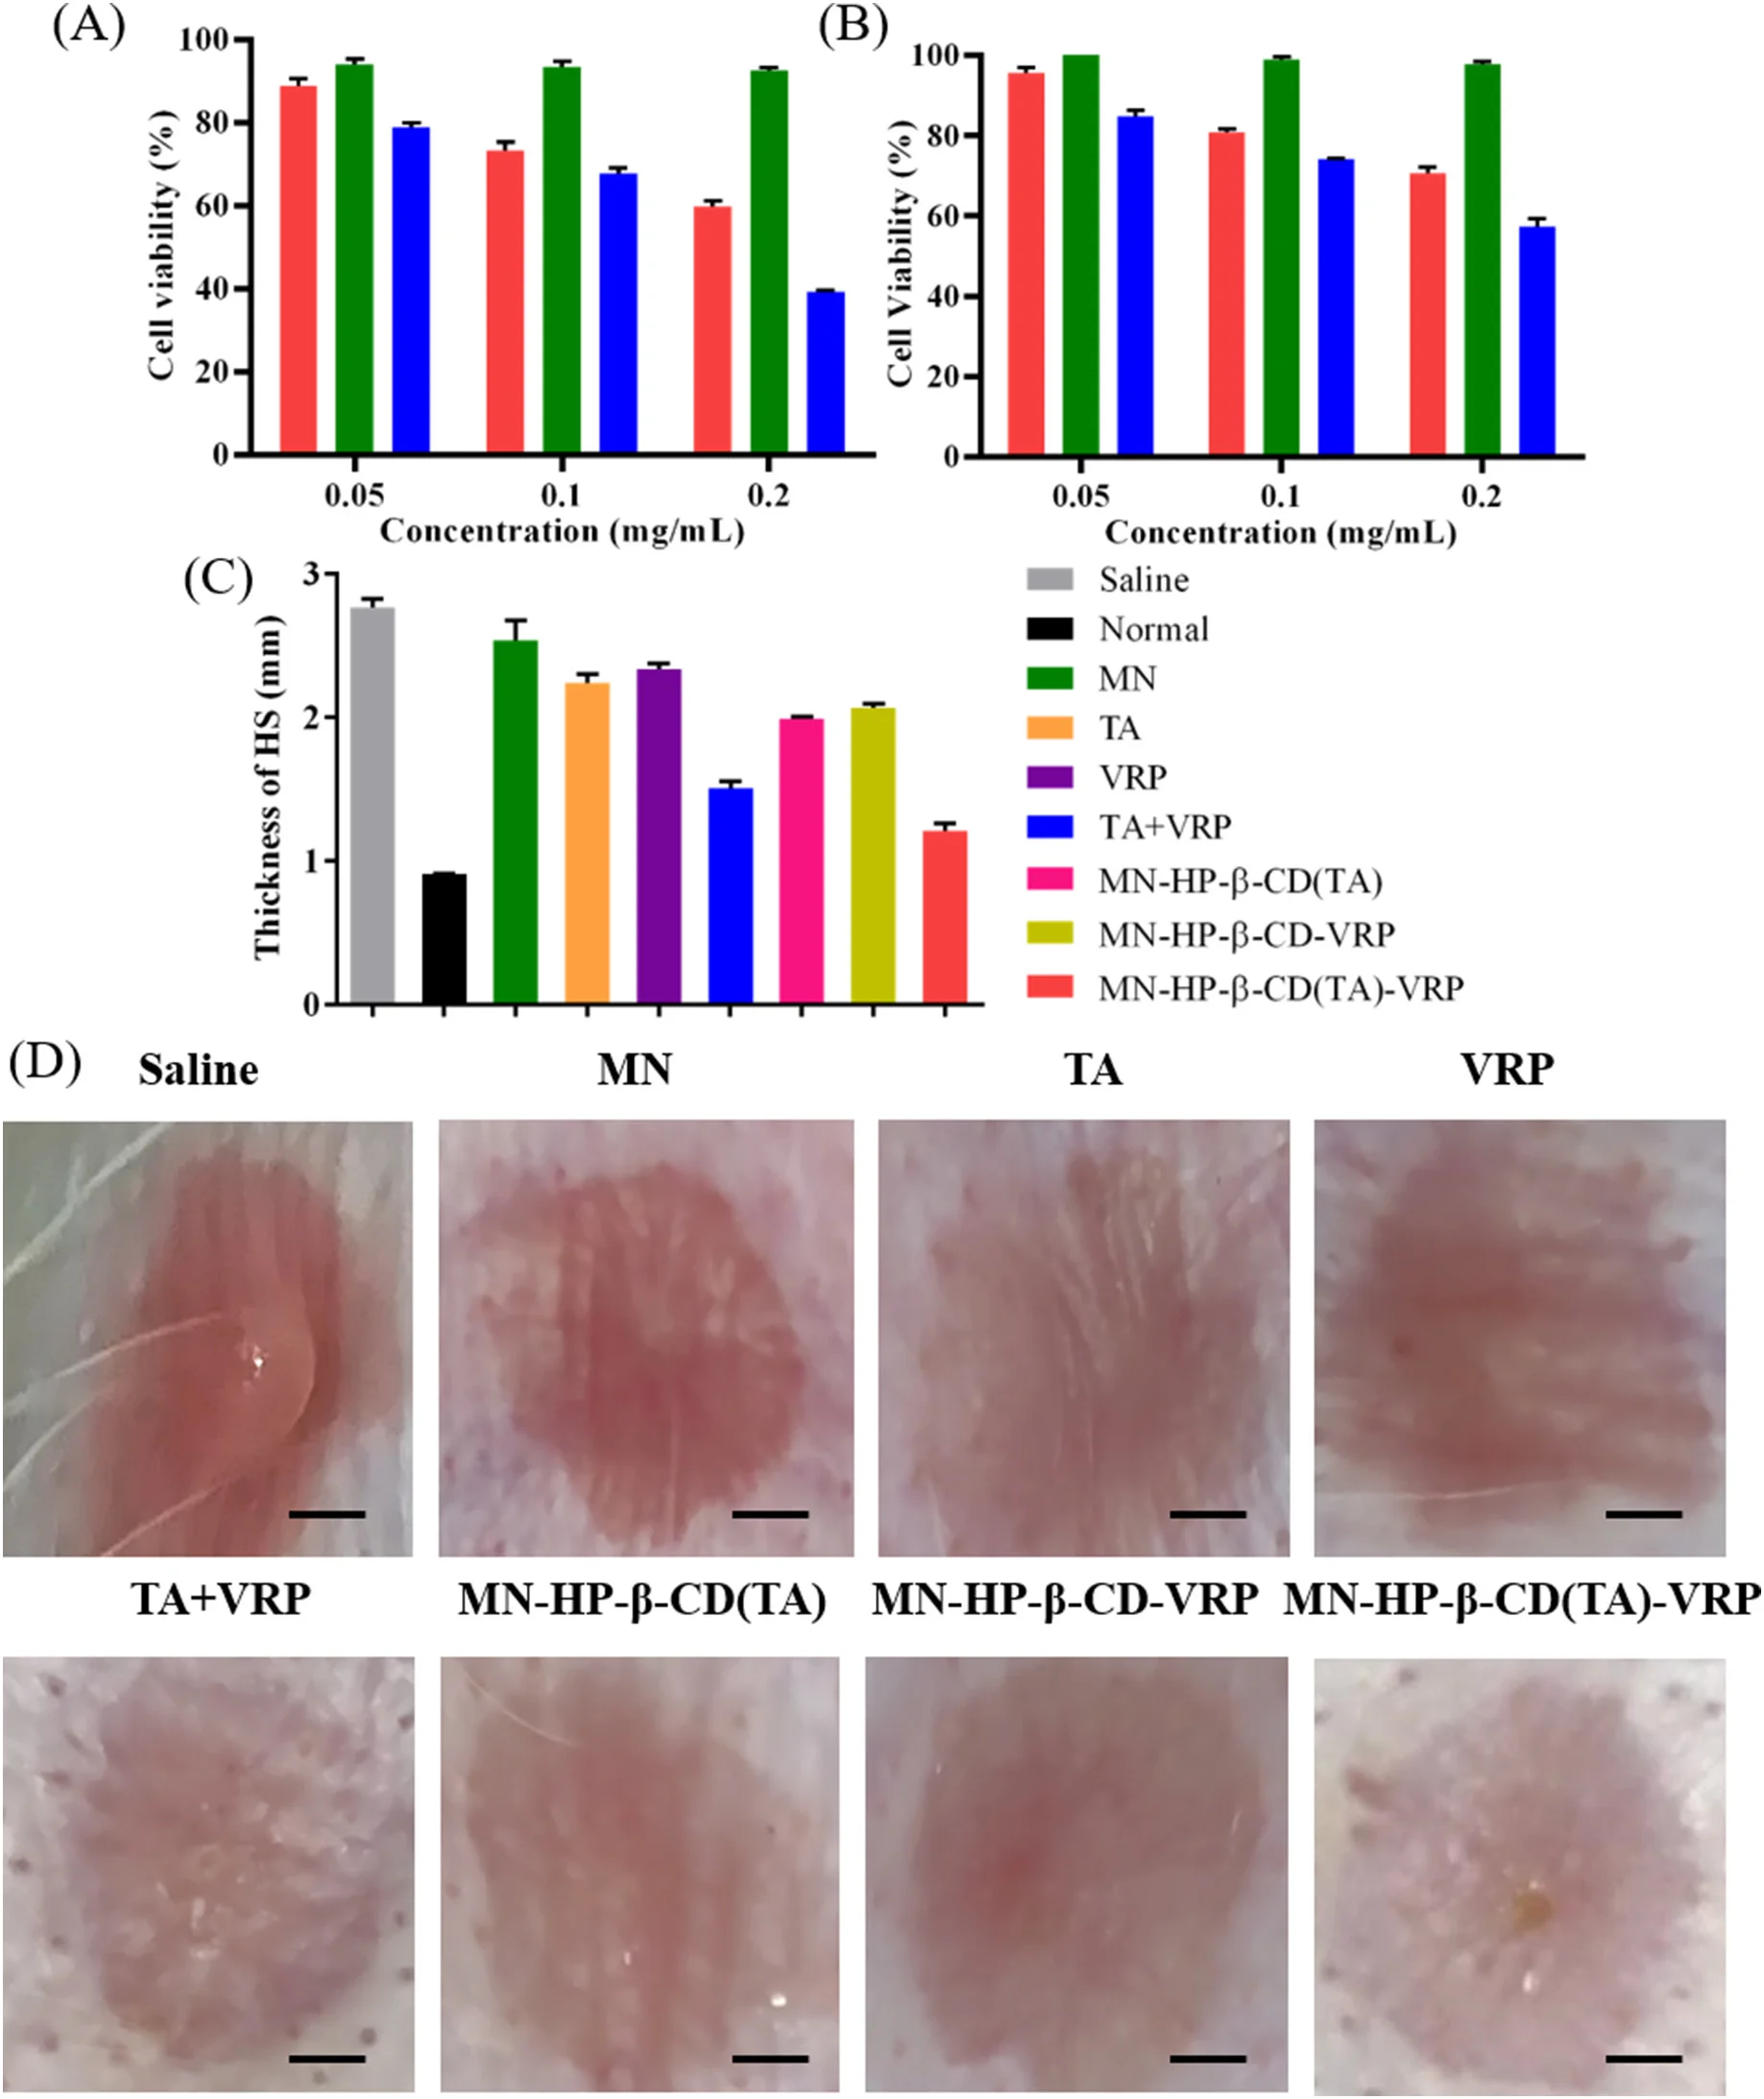 (A)
100
80
60
40
20
0
Cell viability (%)
0.05 0.1 0.2
Concentration (mg/mL)
(B)
100
80
60
40
20
0
Cell Viability (%)
0.05 0.1 0.2
Concentration (mg/mL)
(C)
3
2
1
0
Thickness of HS (mm)
Saline
Normal
MN
TA
VRP
TA+VRP
MN-HP-β-CD(TA)
MN-HP-β-CD-VRP
MN-HP-β-CD(TA)-VRP
(D)
Saline MN TA VRP
TA+VRP MN-HP-β-CD(TA) MN-HP-β-CD-VRP MN-HP-β-CD(TA)-VRP